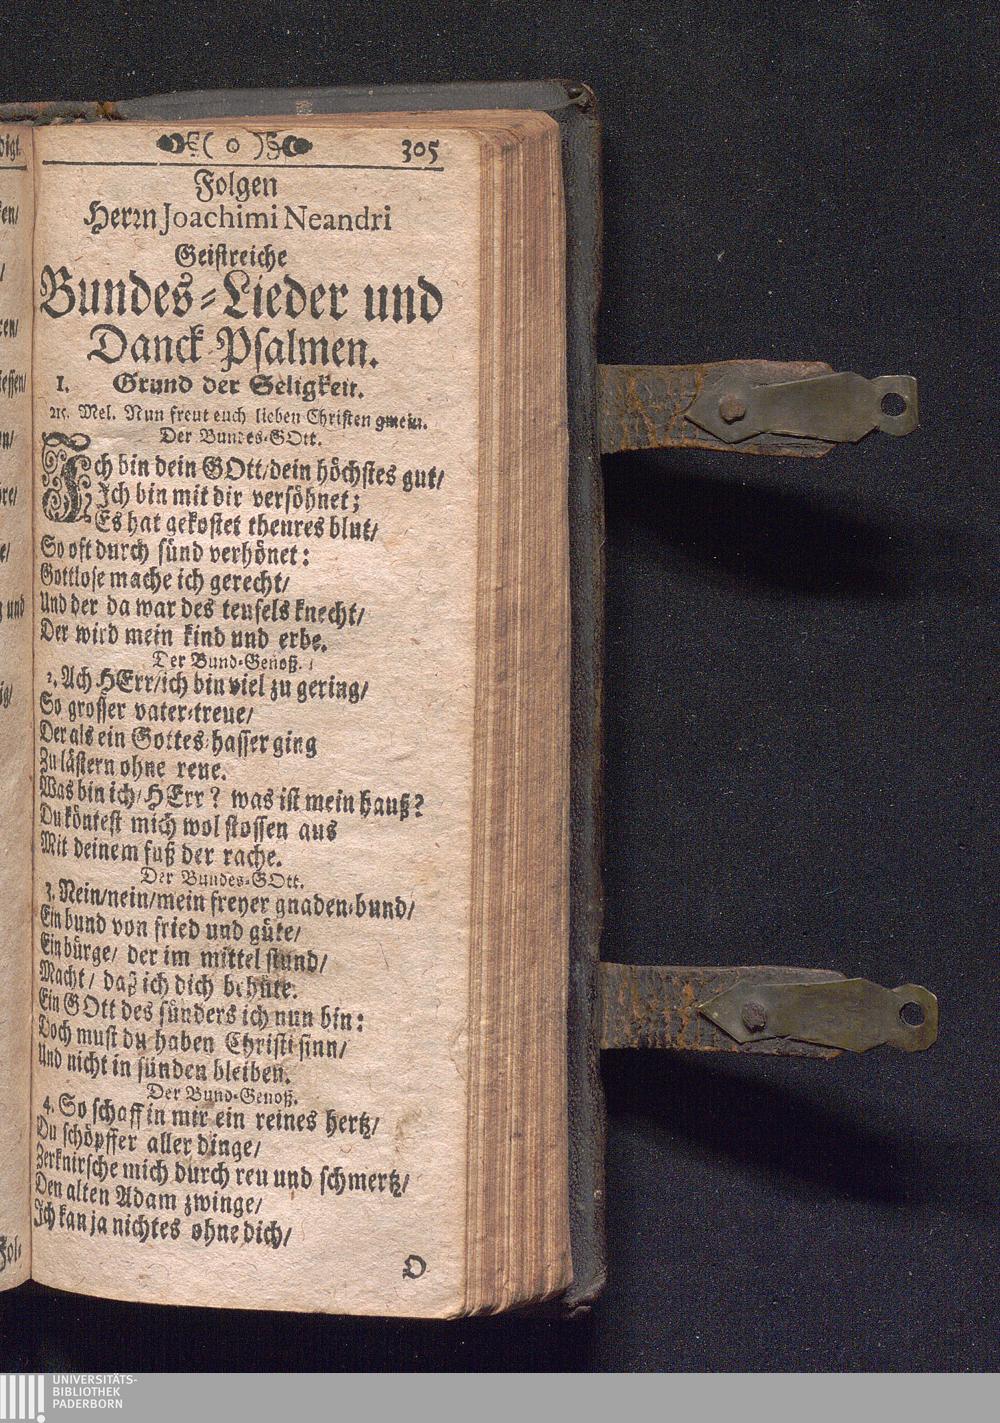 ( o ) 305
Folgen
Herrn Joachimi Neandri
Geistreiche
Bundes-Lieder und
Danck-Psalmen.
1. Grund der Seligkeit.
Mel. Nun freut euch lieben Christen gmein.
Der Bundes-GOtt.
Ich bin dein GOtt/dein höchstes gut/
Ich bin mit dir versöhnet;
Es hat gekostet theures blut/
So oft durch sünd verhönet:
Gottlose mache ich gerecht/
Und der da war des teufels knecht/
Der wird mein kind und erbe.
Der Bund-Genoß.
2. Ach HErr/ich bin viel zu gering/
So grosser vater-treue/
Der als ein Gottes-hasser ging
Zu lästern ohne reue.
Was bin ich/HErr? was ist mein hauß?
Du köntest mich wol stossen aus
Mit deinem fuß der rache.
Der Bundes-GOtt.
3. Nein/nein/mein freyer gnaden-bund/
Ein bund von fried und güte/
Ein bürge/ der im mittel stund/
Macht/ daß ich dich behüte.
Ein GOtt des sünders ich nun bin:
Doch must du haben Christi sinn/
Und nicht in sünden bleiben.
Der Bund-Genoß.
4. So schaff in mir ein reines hertz/
Du schöpffer aller dinge/
Zerknirsche mich durch reu und schmertz/
Den alten Adam zwinge/
Ich kan ja nichtes ohne dich/
Fol-
UNIVERSITÄTS-
BIBLIOTHEK
PADERBORN